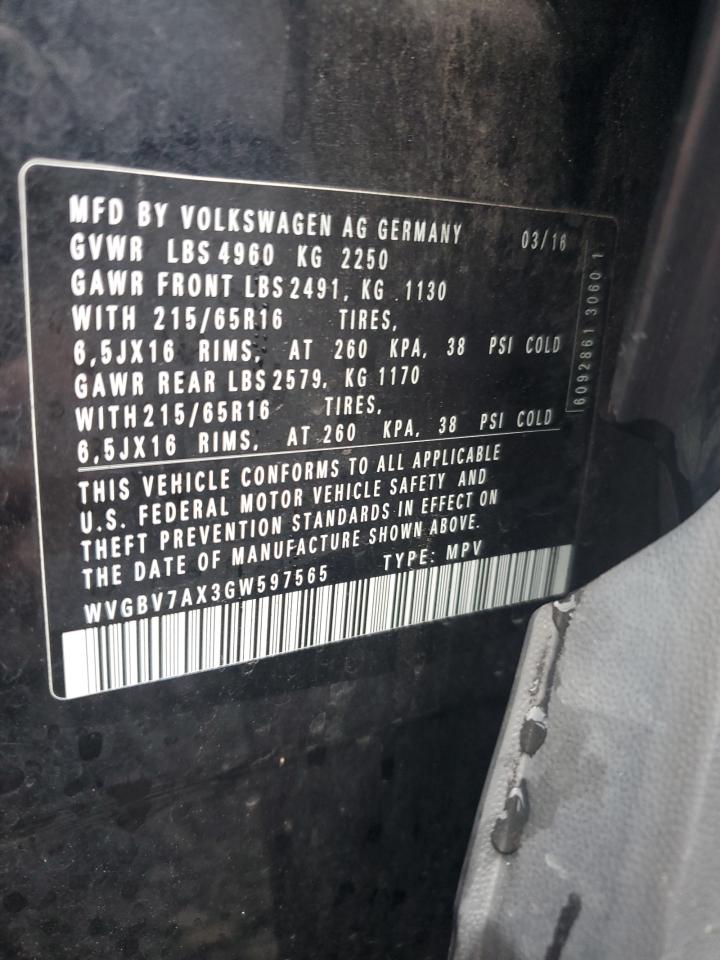 MFD BY VOLKSWAGEN AG GERMANY 03/16
GVWR LBS 4960 KG 2250
GAWR FRONT LBS 2491, KG 1130
WITH 215/65R16 TIRES,
6,5JX16 RIMS, AT 260 KPA, 38 PSI COLD
GAWR REAR LBS 2579, KG 1170
WITH 215/65R16 TIRES,
6,5JX16 RIMS, AT 260 KPA, 38 PSI COLD
THIS VEHICLE CONFORMS TO ALL APPLICABLE
U.S. FEDERAL MOTOR VEHICLE SAFETY AND
THEFT PREVENTION STANDARDS IN EFFECT ON
THE DATE OF MANUFACTURE SHOWN ABOVE.
WVGBV7AX3GW597565 TYPE: MPV
6092861 3060 1